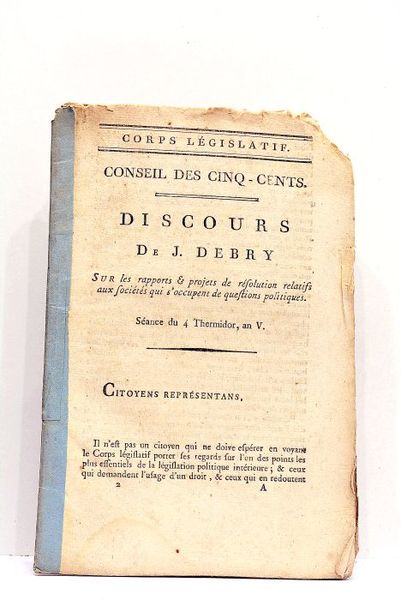 CORPS LÉGISLATIF.
CONSEIL DES CINQ-CENTS.
DISCOURS
DE J. DEBRY
SUR les rapports & projets de réſolution relatifs
aux ſociétés qui s'occupent de queſtions politiques.
Séance du 4 Thermidor, an V.
CITOYENS REPRÉSENTANS,
Il n'eſt pas un citoyen qui ne doive eſpérer en voyant
le Corps légiſlatif porter ſes regards ſur l'un des points les
plus eſſentiels de la légiſlation politique intérieure ; & ceux
qui demandent l'uſage d'un droit, & ceux qui en redoutent
2 A